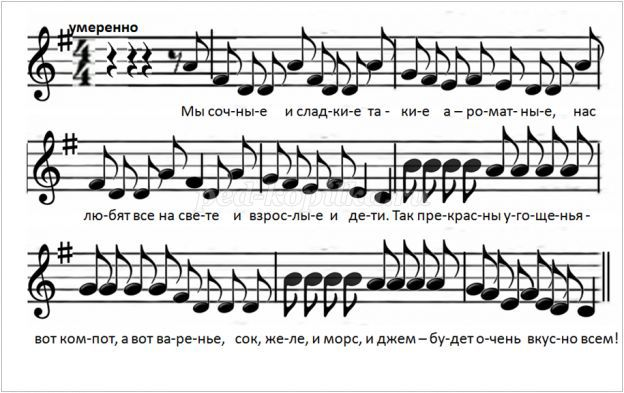 умеренно
4
4
Мы соч-ны-е и слад-ки-е та - ки-е а – ро-мат- ны-е, нас
лю-бят все на све-те и взрос-лы-е и де-ти. Так пре-крас-ны у-го-ще-нья -
вот ком-пот, а вот ва-ре-нье, сок, же-ле, и морс, и джем – бу-дет о-чень вкус-но всем!